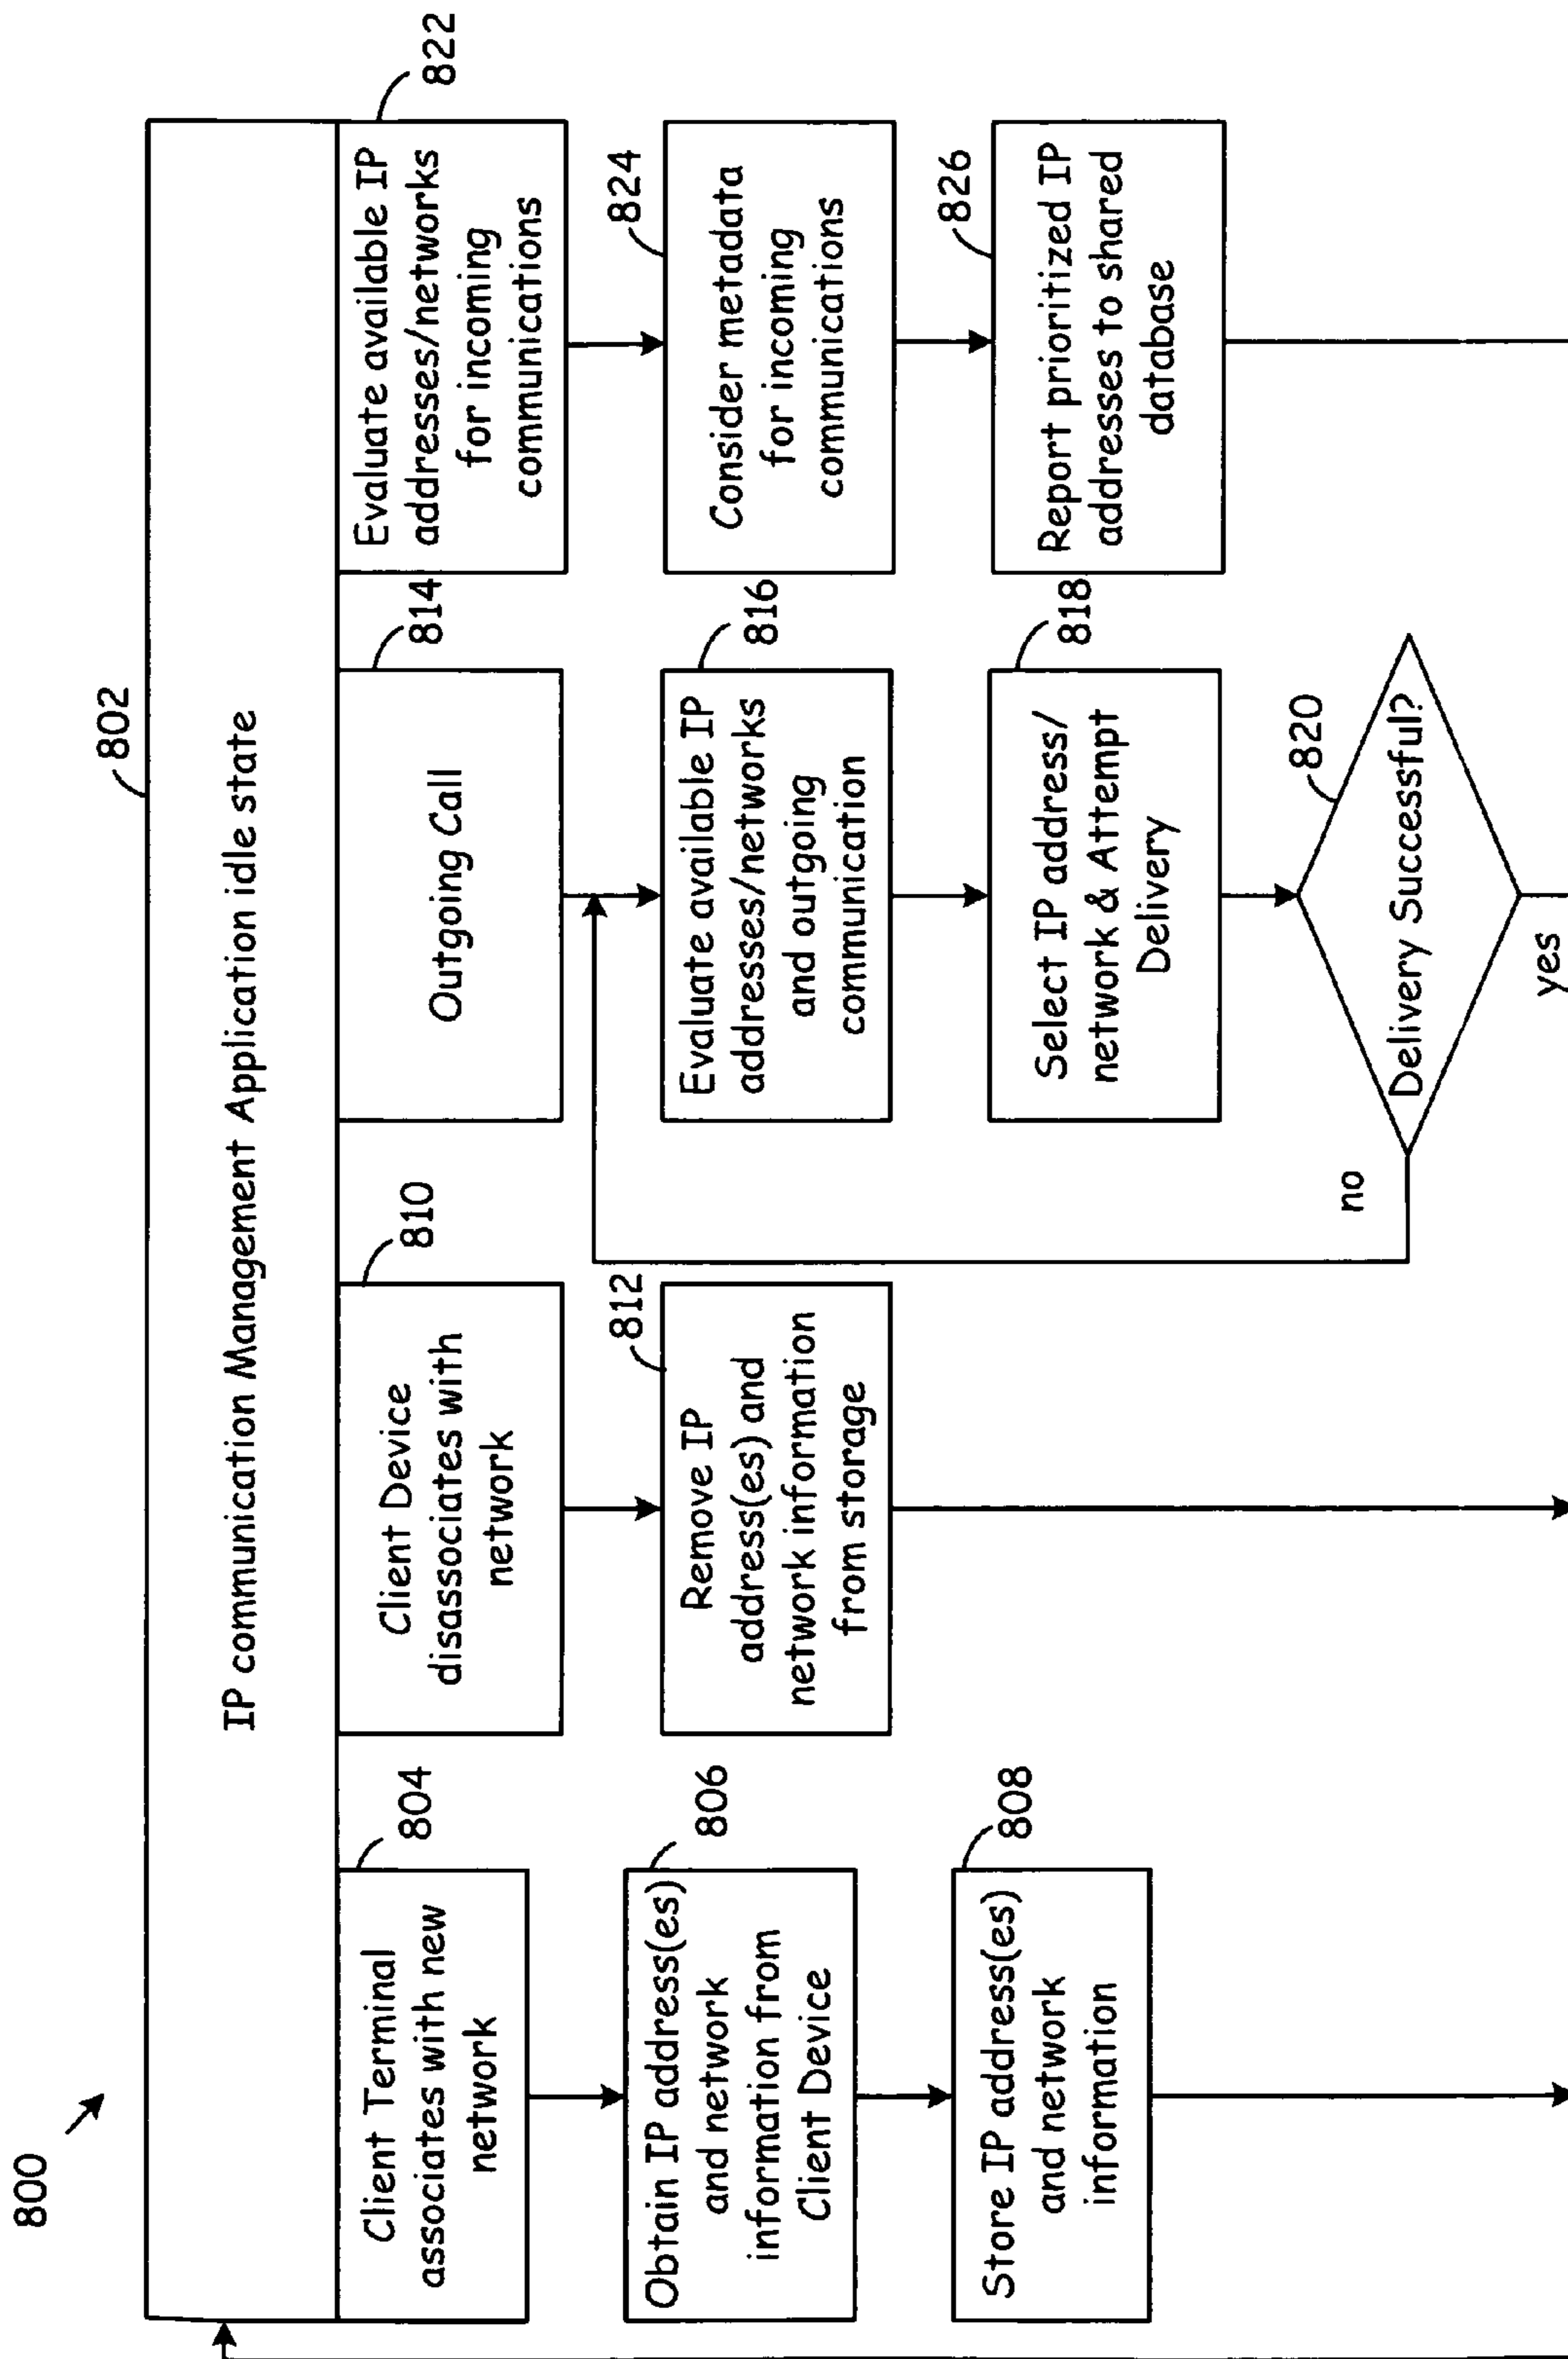 800
802
IP communication Management Application idle state
804
Client Terminal
associates with new
network
806
Obtain IP address(es)
and network
information from
Client Device
808
Store IP address(es)
and network
information
810
Client Device
disassociates with
network
812
Remove IP
address(es) and
network information
from storage
814
Outgoing Call
816
Evaluate available IP
addresses/networks
and outgoing
communication
818
Select IP address/
network & Attempt
Delivery
820
Delivery Successful?
no
yes
822
Evaluate available IP
addresses/networks
for incoming
communications
824
Consider metadata
for incoming
communications
826
Report prioritized IP
addresses to shared
database